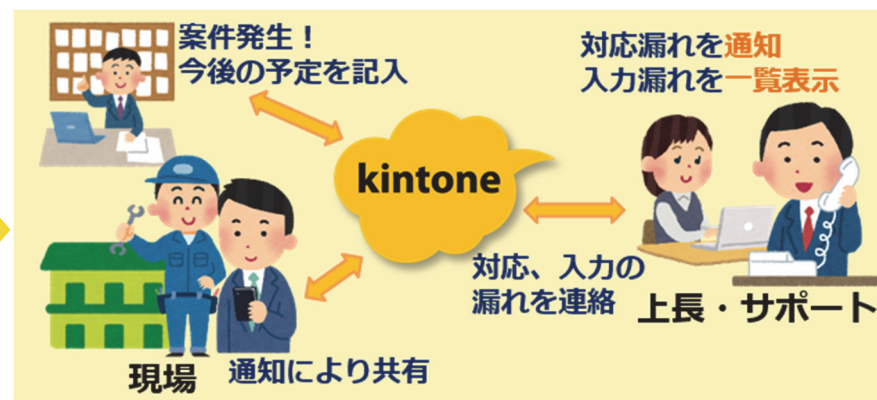 案件発生！
今後の予定を記入
対応漏れを通知
入力漏れを一覧表示
kintone
対応、入力の
漏れを連絡
上長・サポート
通知により共有
現場